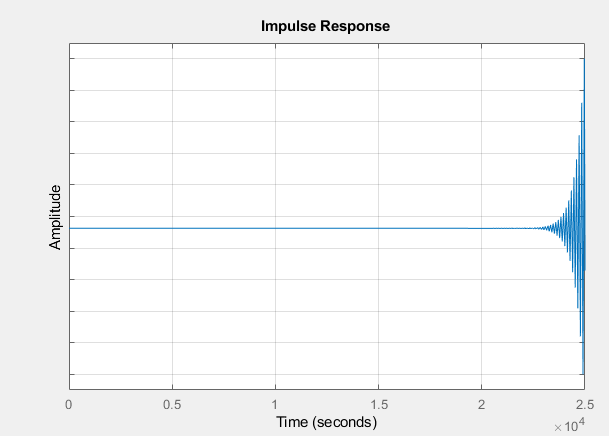 Impulse Response
Amplitude
0 0.5 1 1.5 2 2.5
Time (seconds)
×10⁴